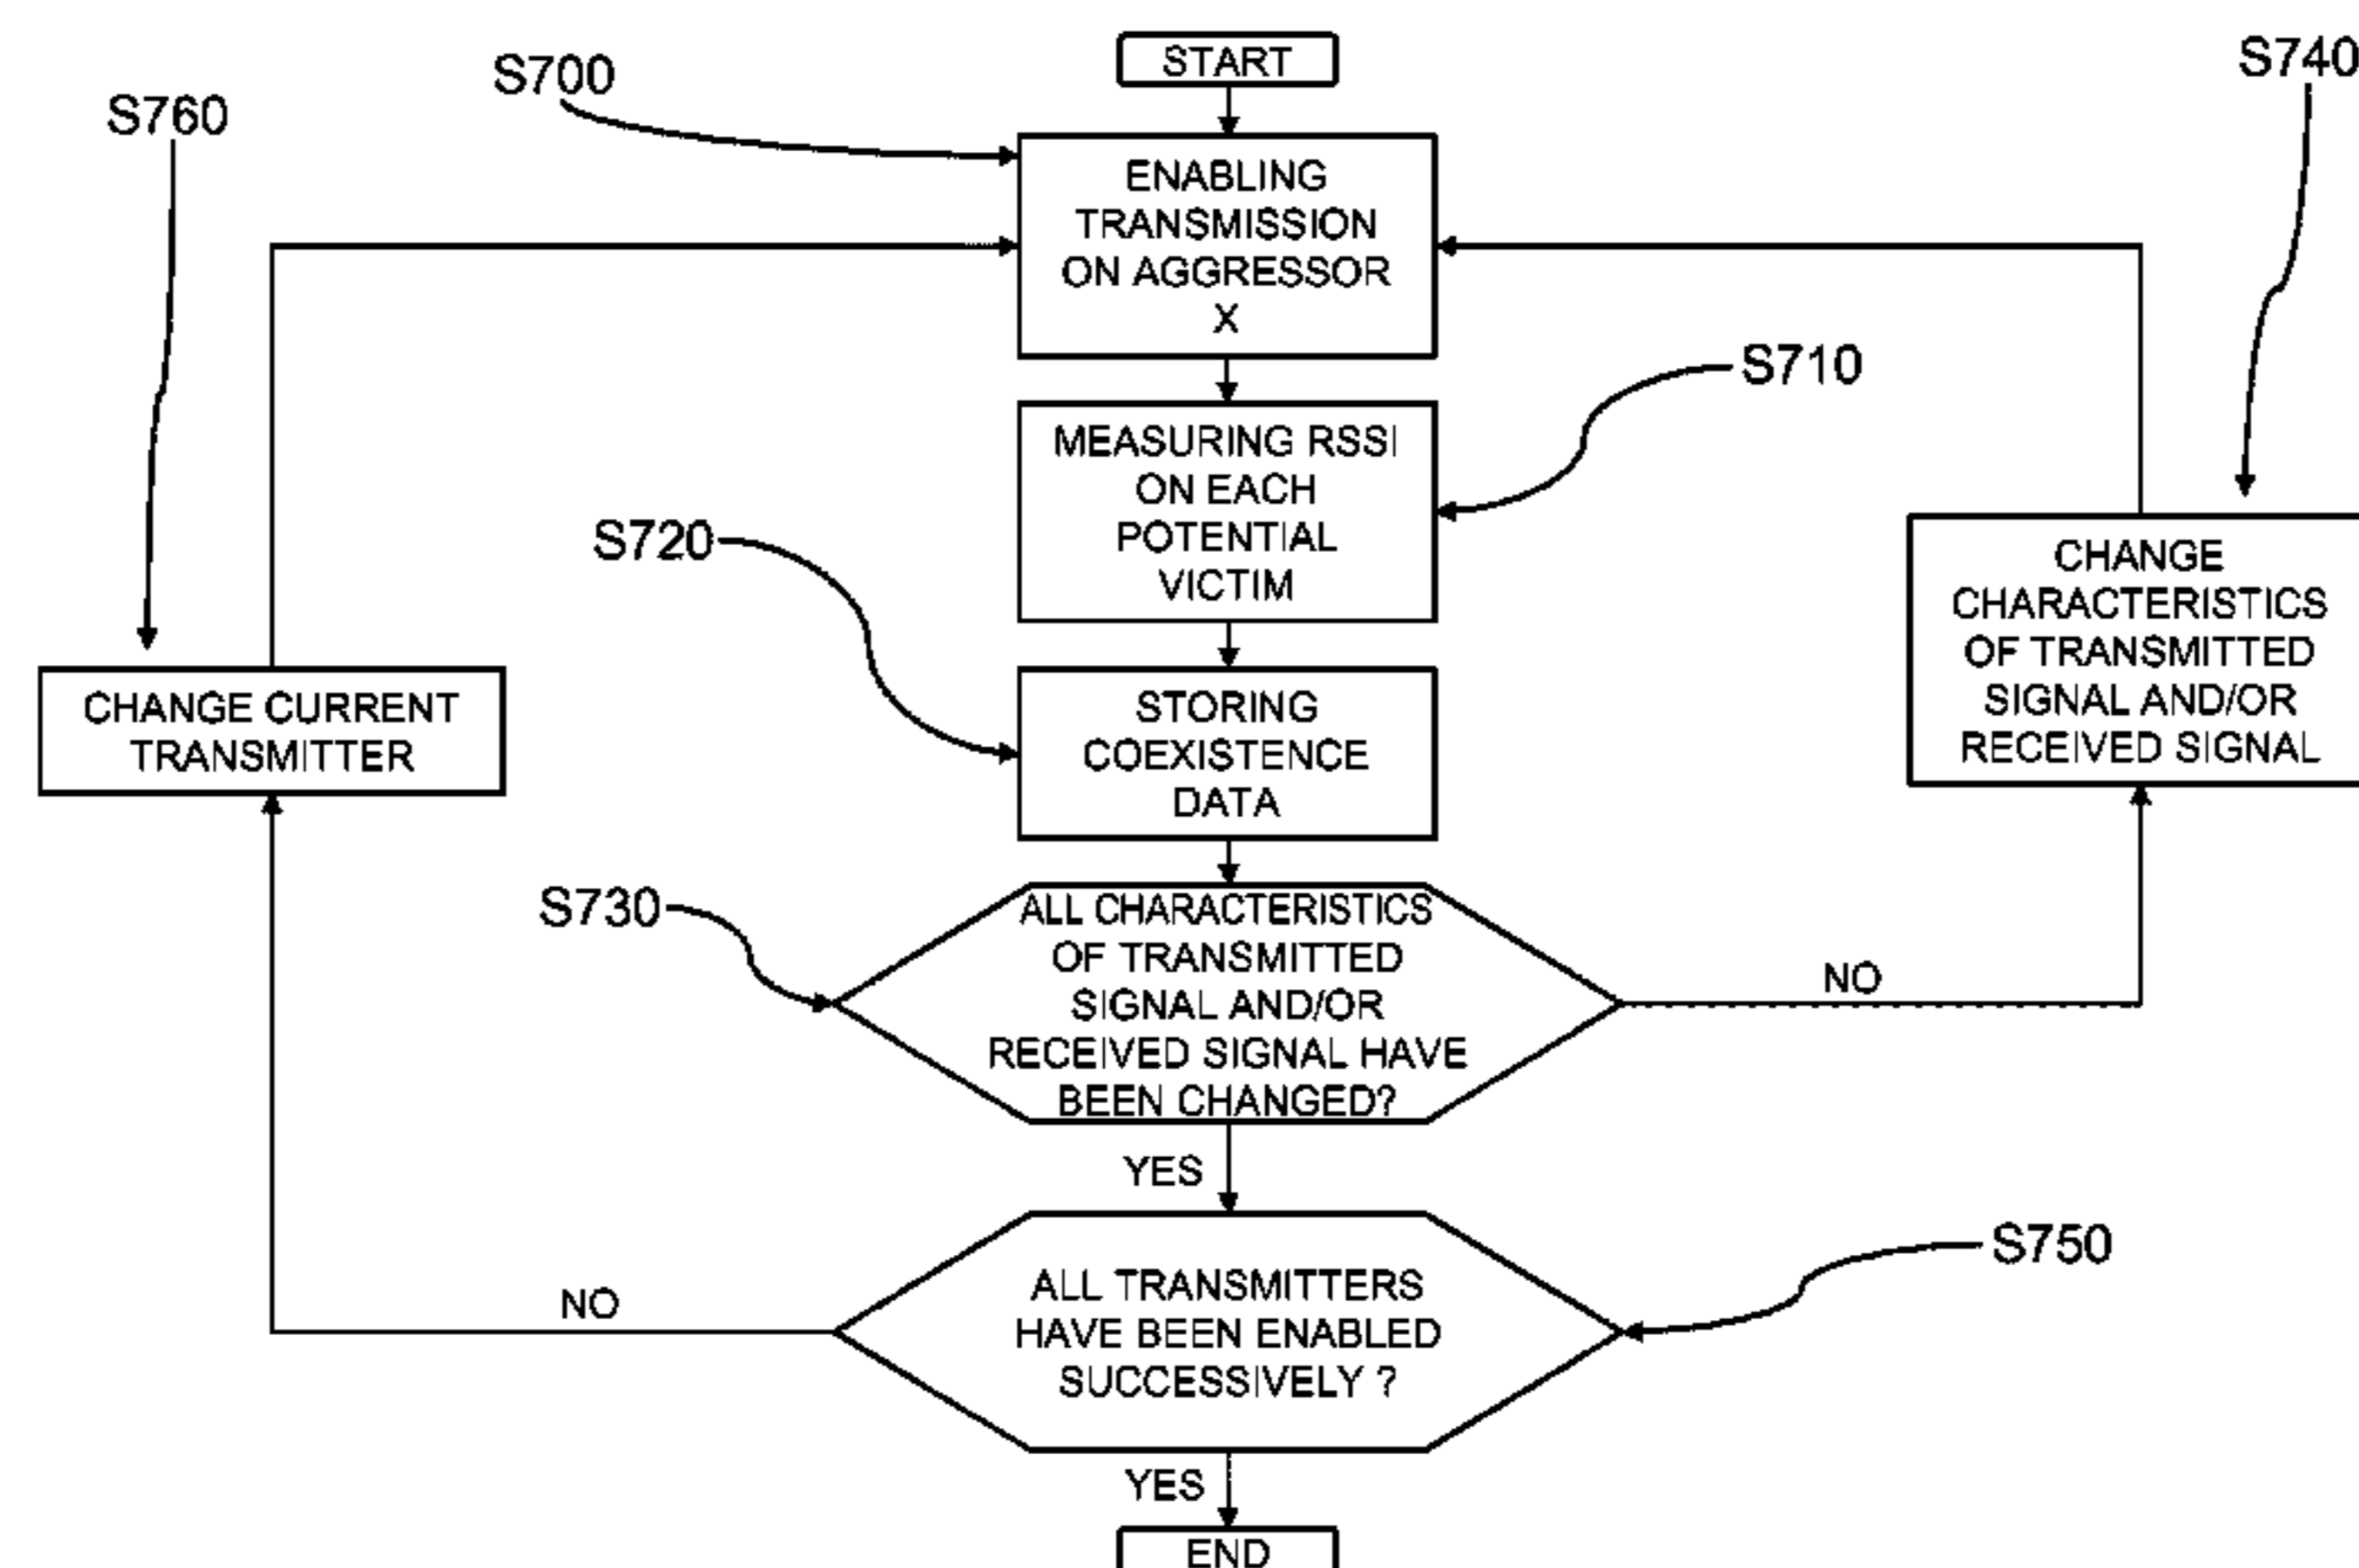 START
S700
S740
S760
ENABLING
TRANSMISSION
ON AGGRESSOR
X
S710
MEASURING RSSI
ON EACH
POTENTIAL
VICTIM
S720
CHANGE
CHARACTERISTICS
OF TRANSMITTED
SIGNAL AND/OR
RECEIVED SIGNAL
CHANGE CURRENT
TRANSMITTER
STORING
COEXISTENCE
DATA
S730
ALL CHARACTERISTICS
OF TRANSMITTED
SIGNAL AND/OR
RECEIVED SIGNAL HAVE
BEEN CHANGED?
NO
YES
S750
ALL TRANSMITTERS
HAVE BEEN ENABLED
SUCCESSIVELY ?
NO
YES
END